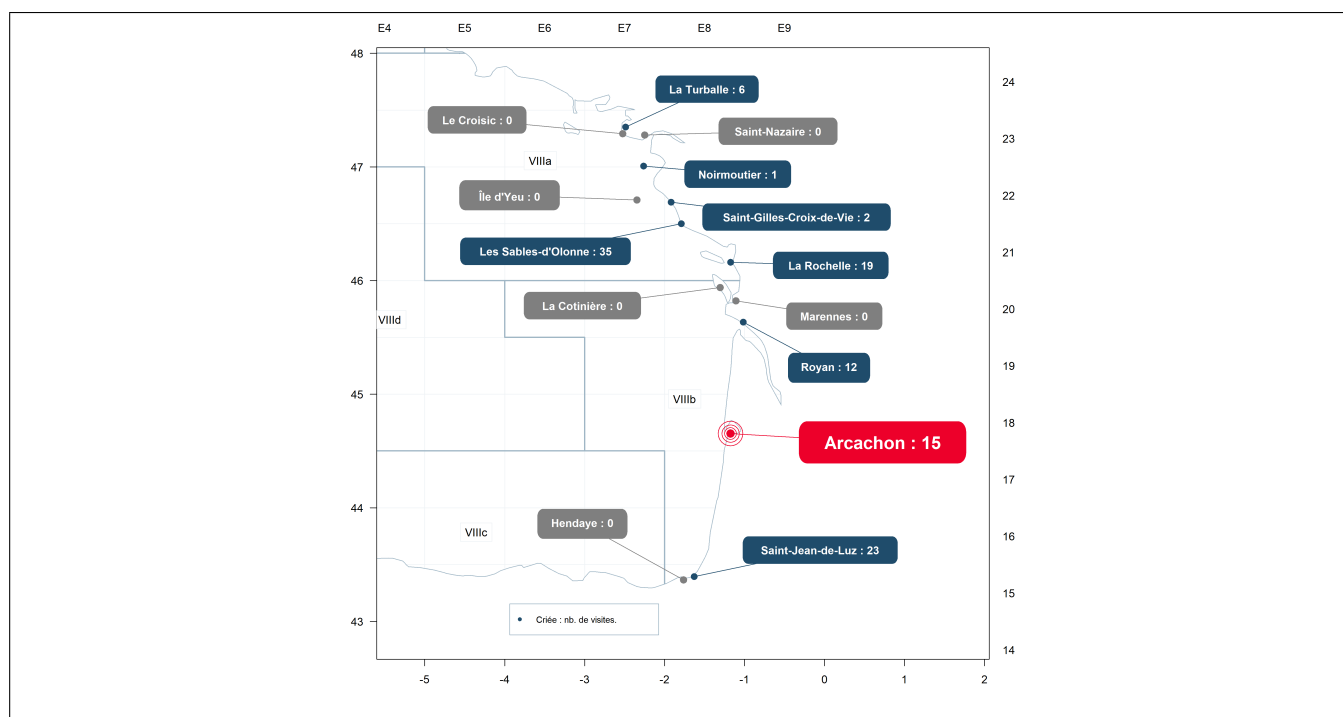 E4 E5 E6 E7 E8 E9
48
24
La Turballe : 6
Le Croisic : 0
Saint-Nazaire : 0
23
VIIIa
47
Noirmoutier : 1
Île d'Yeu : 0
22
Saint-Gilles-Croix-de-Vie : 2
Les Sables-d'Olonne : 35
21
La Rochelle : 19
46
La Cotinière : 0
20
Marennes : 0
VIIId
19
Royan : 12
45
VIIIb
18
Arcachon : 15
17
44
Hendaye : 0
VIIIc
16
Saint-Jean-de-Luz : 23
15
43
Criée : nb. de visites.
14
-5 -4 -3 -2 -1 0 1 2